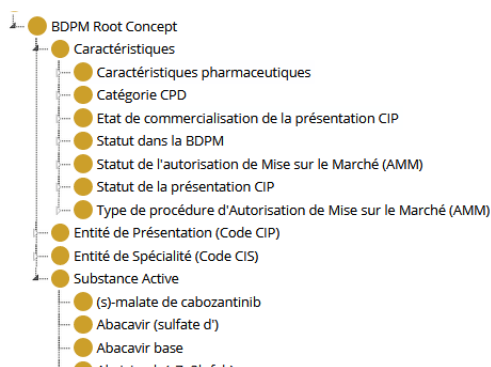 BDPM Root Concept
Caractéristiques
Caractéristiques pharmaceutiques
Catégorie CPD
Etat de commercialisation de la présentation CIP
Statut dans la BDPM
Statut de l'autorisation de Mise sur le Marché (AMM)
Statut de la présentation CIP
Type de procédure d'Autorisation de Mise sur le Marché (AMM)
Entité de Présentation (Code CIP)
Entité de Spécialité (Code CIS)
Substance Active
(s)-malate de cabozantinib
Abacavir (sulfate d')
Abacavir base